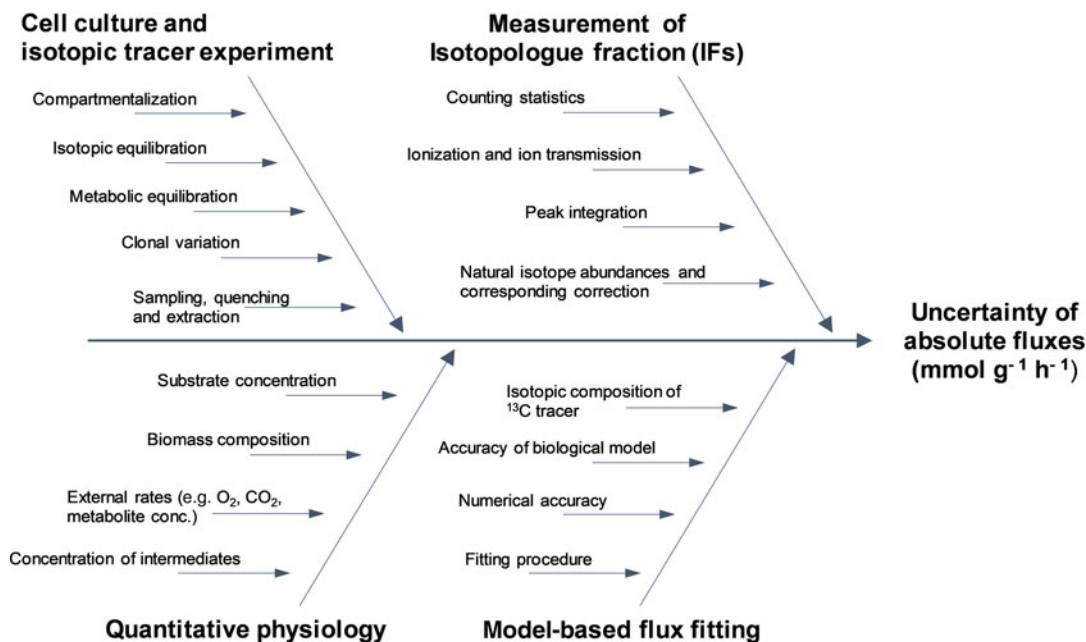 Cell culture and
isotopic tracer experiment
Compartmentalization
Isotopic equilibration
Metabolic equilibration
Clonal variation
Sampling, quenching
and extraction
Measurement of
Isotopologue fraction (IFs)
Counting statistics
Ionization and ion transmission
Peak integration
Natural isotope abundances and
corresponding correction
Uncertainty of
absolute fluxes
(mmol g⁻¹ h⁻¹)
Substrate concentration
Biomass composition
External rates (e.g. O₂, CO₂,
metabolite conc.)
Concentration of intermediates
Quantitative physiology
Isotopic composition of
¹³C tracer
Accuracy of biological model
Numerical accuracy
Fitting procedure
Model-based flux fitting